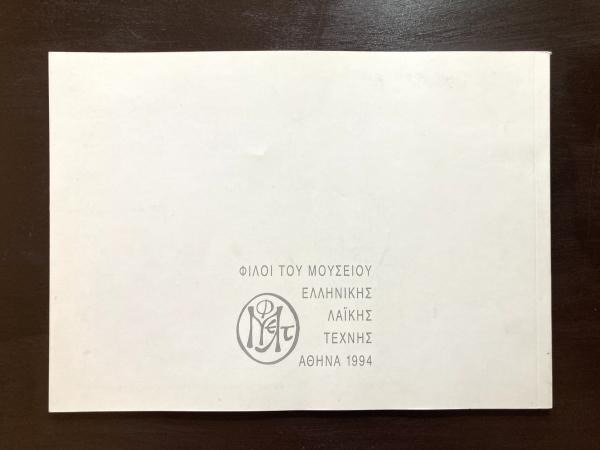 ΦΙΛΟΙ ΤΟΥ ΜΟΥΣΕΙΟΥ
ΕΛΛΗΝΙΚΗΣ
ΛΑΪΚΗΣ
ΤΕΧΝΗΣ
ΑΘΗΝΑ 1994